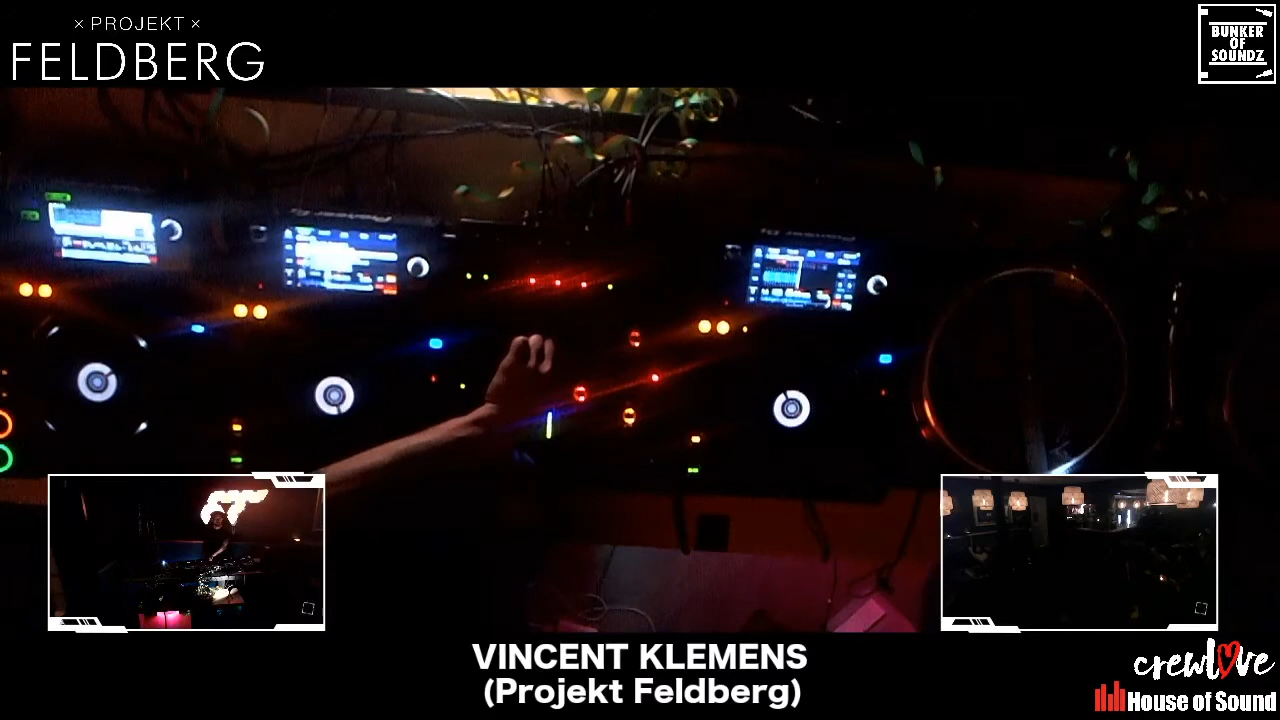 × PROJEKT ×
FELDBERG
BUNKER
OF
SOUNDZ
VINCENT KLEMENS
(Projekt Feldberg)
crewlove
House of Sound